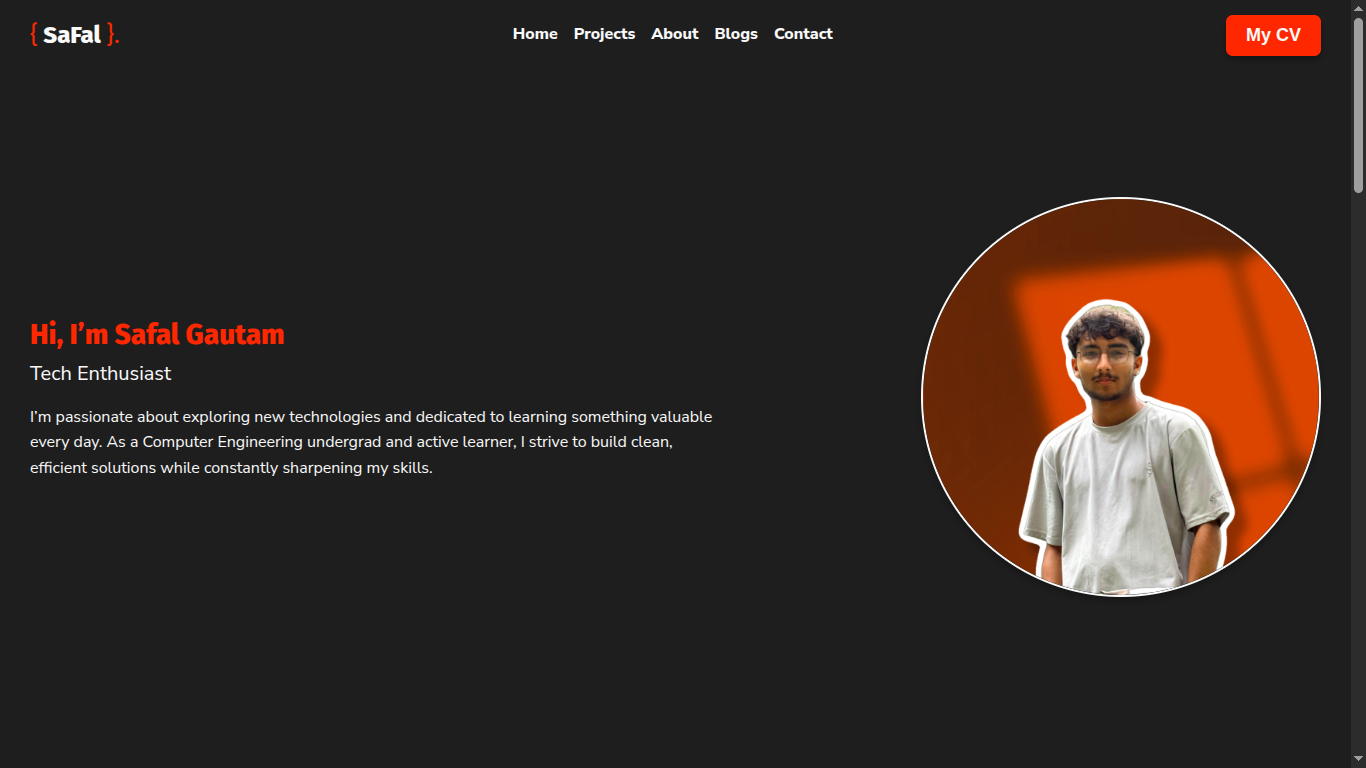 { SaFal }.
Home Projects About Blogs Contact
My CV
Hi, I’m Safal Gautam
Tech Enthusiast
I’m passionate about exploring new technologies and dedicated to learning something valuable
every day. As a Computer Engineering undergrad and active learner, I strive to build clean,
efficient solutions while constantly sharpening my skills.